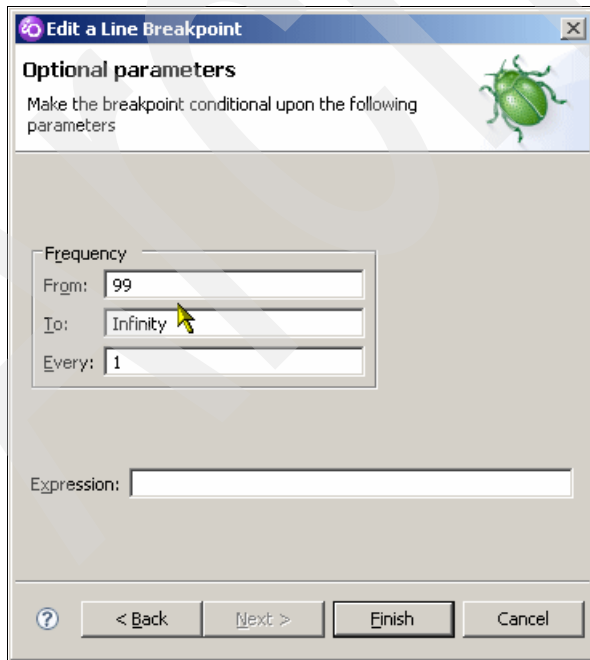 Edit a Line Breakpoint
Optional parameters
Make the breakpoint conditional upon the following
parameters
Frequency
From: 99
To: Infinity
Every: 1
Expression:
< Back Next > Finish Cancel